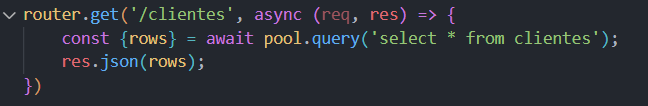 router.get('/clientes', async (req, res) => {
    const {rows} = await pool.query('select * from clientes');
    res.json(rows);
})